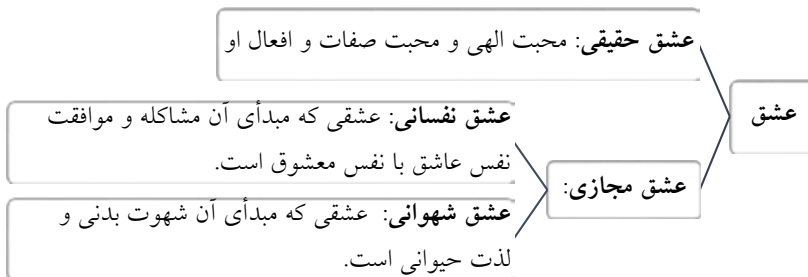 عشق
عشق حقیقی: محبت الهی و محبت صفات و افعال او
عشق مجازی:
عشق نفسانی: عشقی که مبدأی آن مشاکله و موافقت
نفس عاشق با نفس معشوق است.
عشق شهوانی: عشقی که مبدأی آن شهوت بدنی و
لذت حیوانی است.